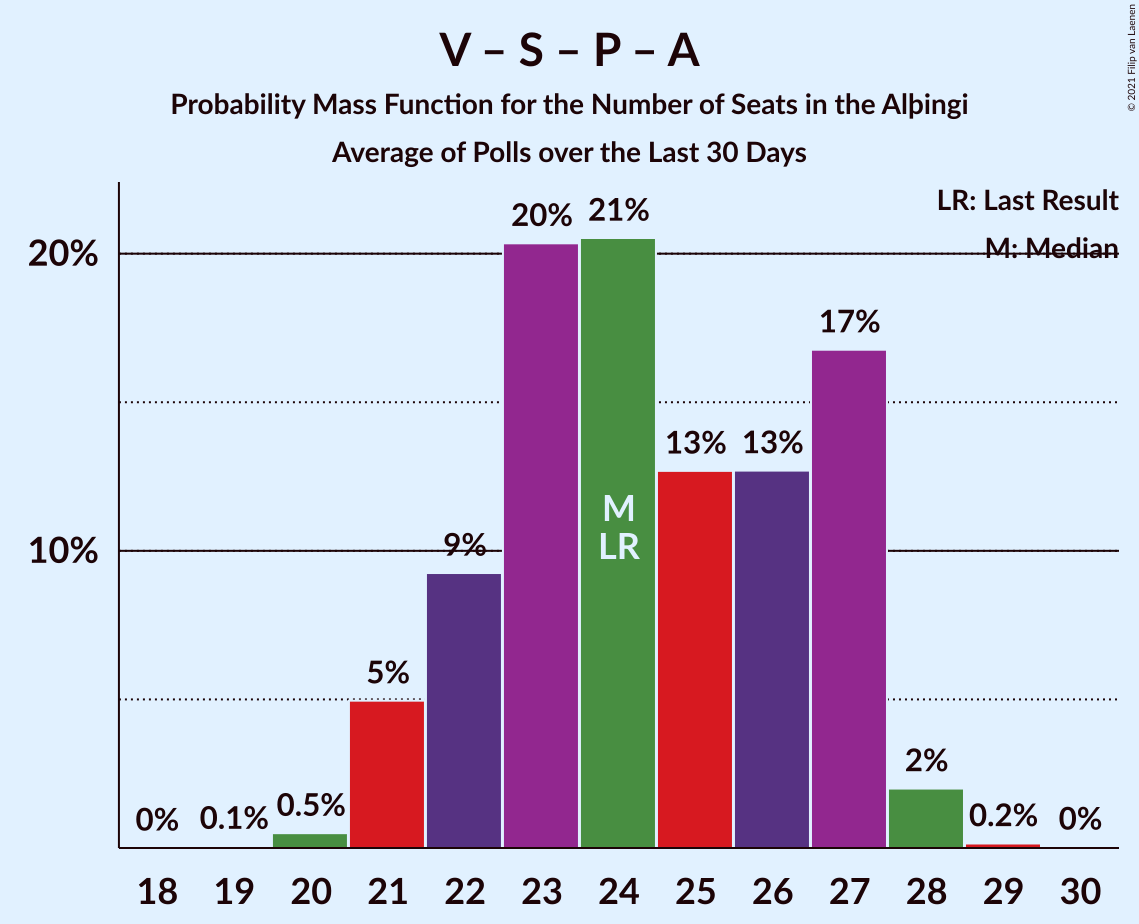 V – S – P – A
Probability Mass Function for the Number of Seats in the Alþingi
Average of Polls over the Last 30 Days
© 2021 Filip van Laenen
LR: Last Result
M: Median
20%
10%
0%
0.1%
0.5%
5%
9%
20%
21%
13%
13%
17%
2%
0.2%
0%
M
LR
18 19 20 21 22 23 24 25 26 27 28 29 30